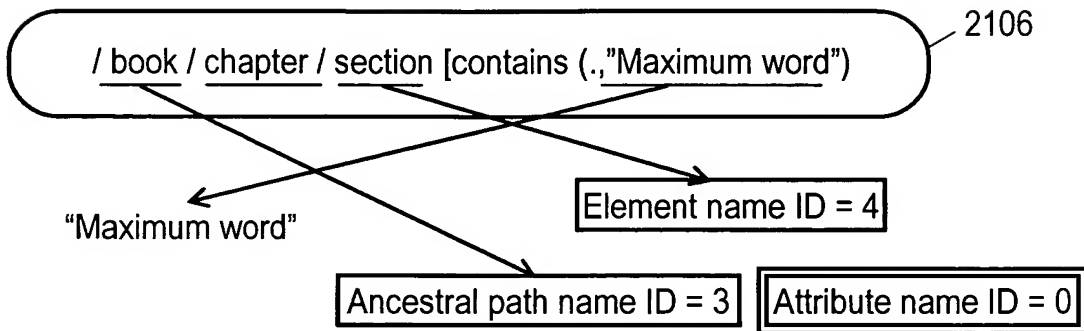 2106
/ book / chapter / section [contains (.,"Maximum word")
"Maximum word"
Element name ID = 4
Ancestral path name ID = 3
Attribute name ID = 0